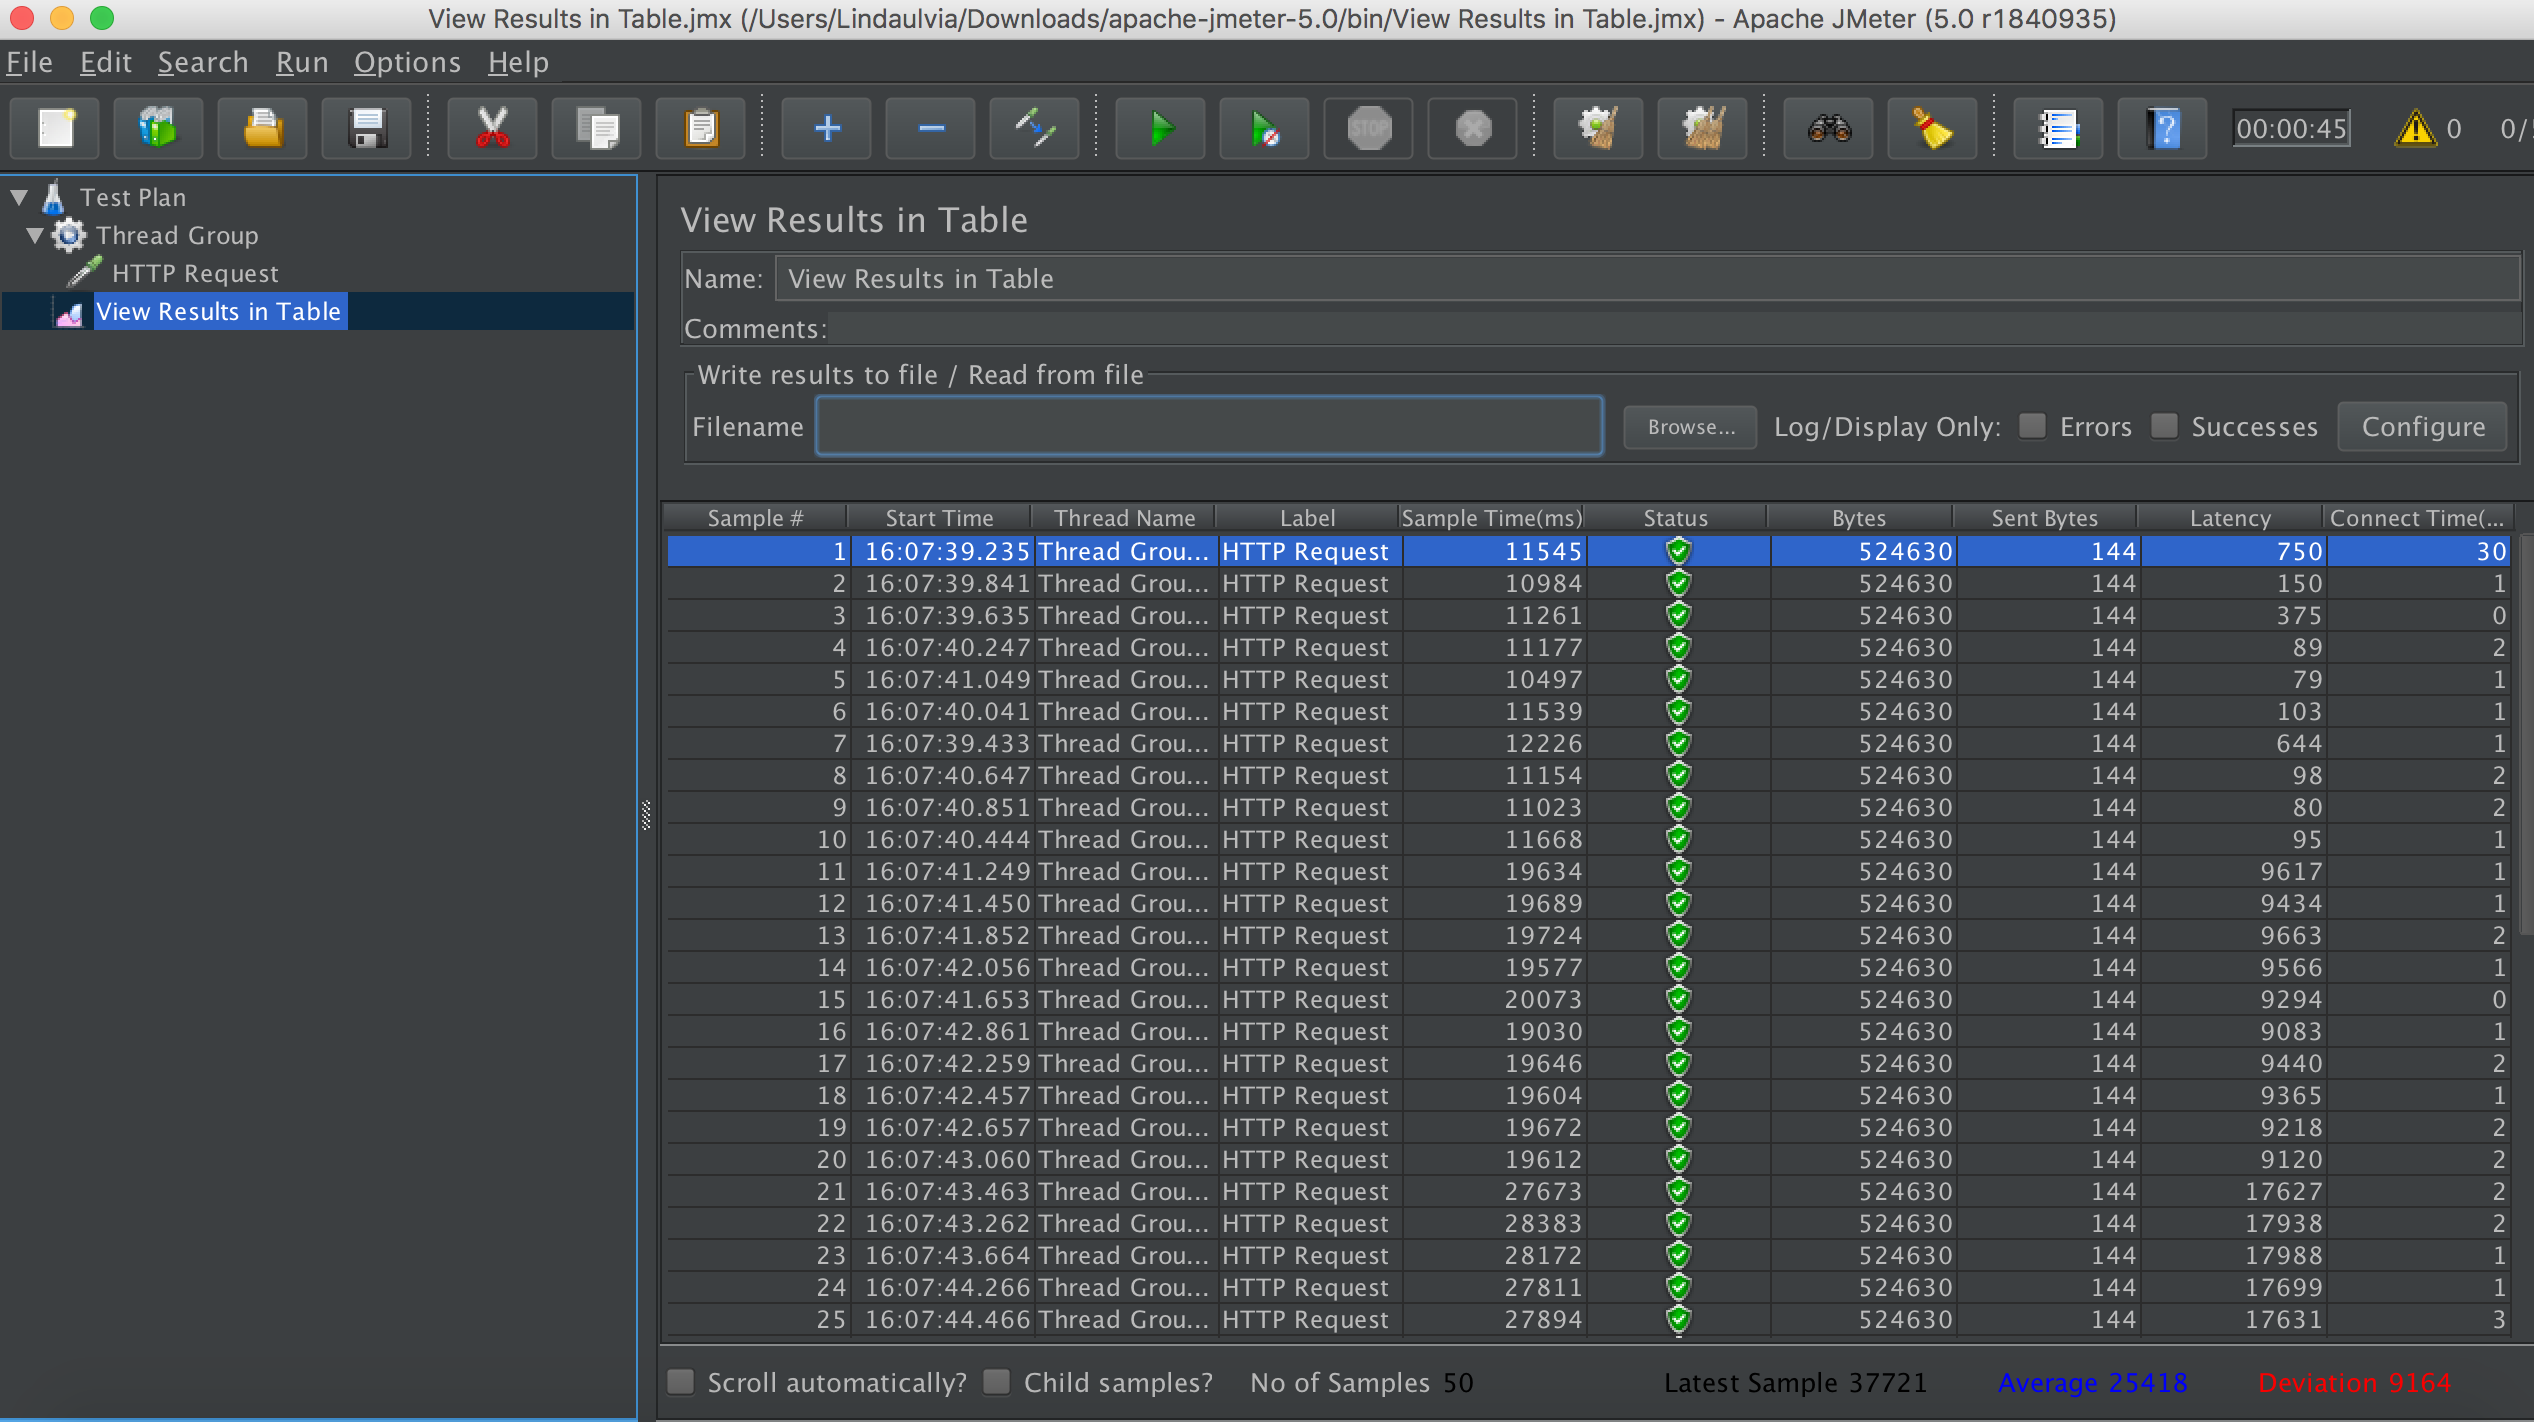 View Results in Table.jmx (/Users/Lindaulvia/Downloads/apache-jmeter-5.0/bin/View Results in Table.jmx) - Apache JMeter (5.0 r1840935)
File Edit Search Run Options Help
STOP ? 00:00:45 0 0/
Test Plan
Thread Group
HTTP Request
View Results in Table
View Results in Table
Name: View Results in Table
Comments:
Write results to file / Read from file
Filename Browse... Log/Display Only: Errors Successes Configure
Sample # Start Time Thread Name Label Sample Time(ms) Status Bytes Sent Bytes Latency Connect Time(...
1 16:07:39.235 Thread Grou... HTTP Request 11545 524630 144 750 30
2 16:07:39.841 Thread Grou... HTTP Request 10984 524630 144 150 1
3 16:07:39.635 Thread Grou... HTTP Request 11261 524630 144 375 0
4 16:07:40.247 Thread Grou... HTTP Request 11177 524630 144 89 2
5 16:07:41.049 Thread Grou... HTTP Request 10497 524630 144 79 1
6 16:07:40.041 Thread Grou... HTTP Request 11539 524630 144 103 1
7 16:07:39.433 Thread Grou... HTTP Request 12226 524630 144 644 1
8 16:07:40.647 Thread Grou... HTTP Request 11154 524630 144 98 2
9 16:07:40.851 Thread Grou... HTTP Request 11023 524630 144 80 2
10 16:07:40.444 Thread Grou... HTTP Request 11668 524630 144 95 1
11 16:07:41.249 Thread Grou... HTTP Request 19634 524630 144 9617 1
12 16:07:41.450 Thread Grou... HTTP Request 19689 524630 144 9434 1
13 16:07:41.852 Thread Grou... HTTP Request 19724 524630 144 9663 2
14 16:07:42.056 Thread Grou... HTTP Request 19577 524630 144 9566 1
15 16:07:41.653 Thread Grou... HTTP Request 20073 524630 144 9294 0
16 16:07:42.861 Thread Grou... HTTP Request 19030 524630 144 9083 1
17 16:07:42.259 Thread Grou... HTTP Request 19646 524630 144 9440 2
18 16:07:42.457 Thread Grou... HTTP Request 19604 524630 144 9365 1
19 16:07:42.657 Thread Grou... HTTP Request 19672 524630 144 9218 2
20 16:07:43.060 Thread Grou... HTTP Request 19612 524630 144 9120 2
21 16:07:43.463 Thread Grou... HTTP Request 27673 524630 144 17627 2
22 16:07:43.262 Thread Grou... HTTP Request 28383 524630 144 17938 2
23 16:07:43.664 Thread Grou... HTTP Request 28172 524630 144 17988 1
24 16:07:44.266 Thread Grou... HTTP Request 27811 524630 144 17699 1
25 16:07:44.466 Thread Grou... HTTP Request 27894 524630 144 17631 3
Scroll automatically? Child samples? No of Samples 50 Latest Sample 37721 Average 25418 Deviation 9164